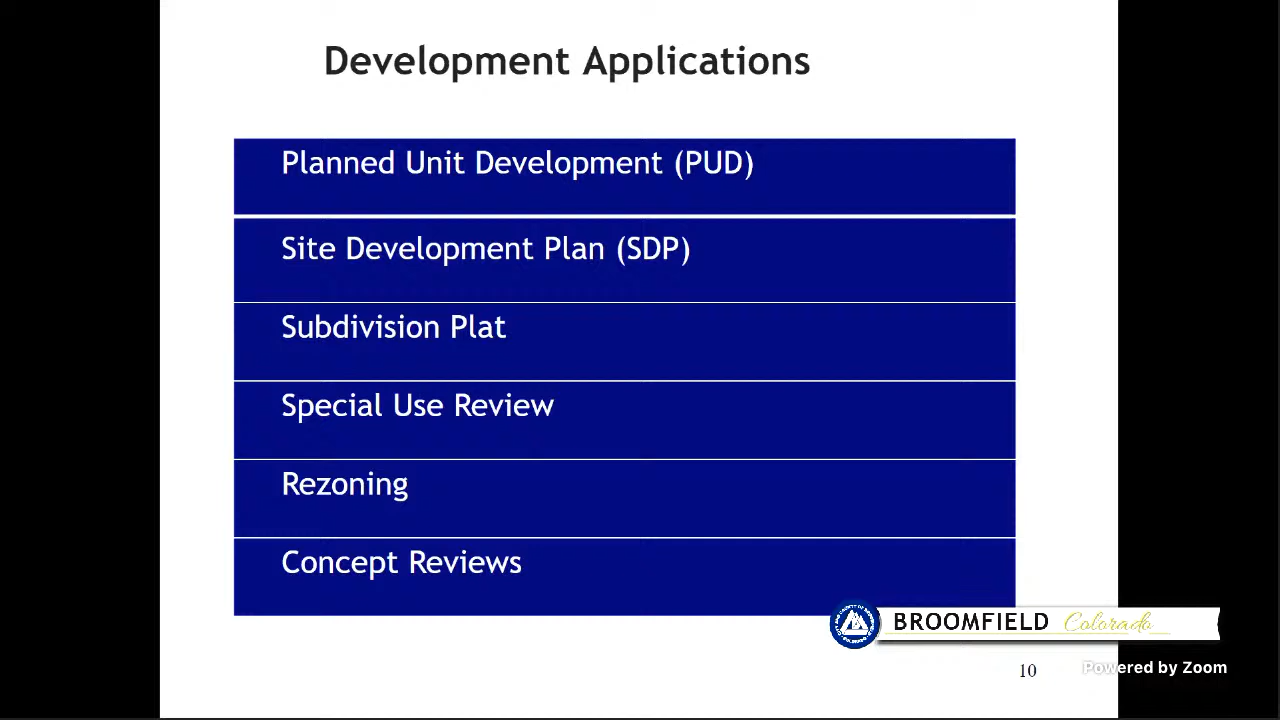 Development Applications
Planned Unit Development (PUD)
Site Development Plan (SDP)
Subdivision Plat
Special Use Review
Rezoning
Concept Reviews
BROOMFIELD Colorado
10
Powered by Zoom